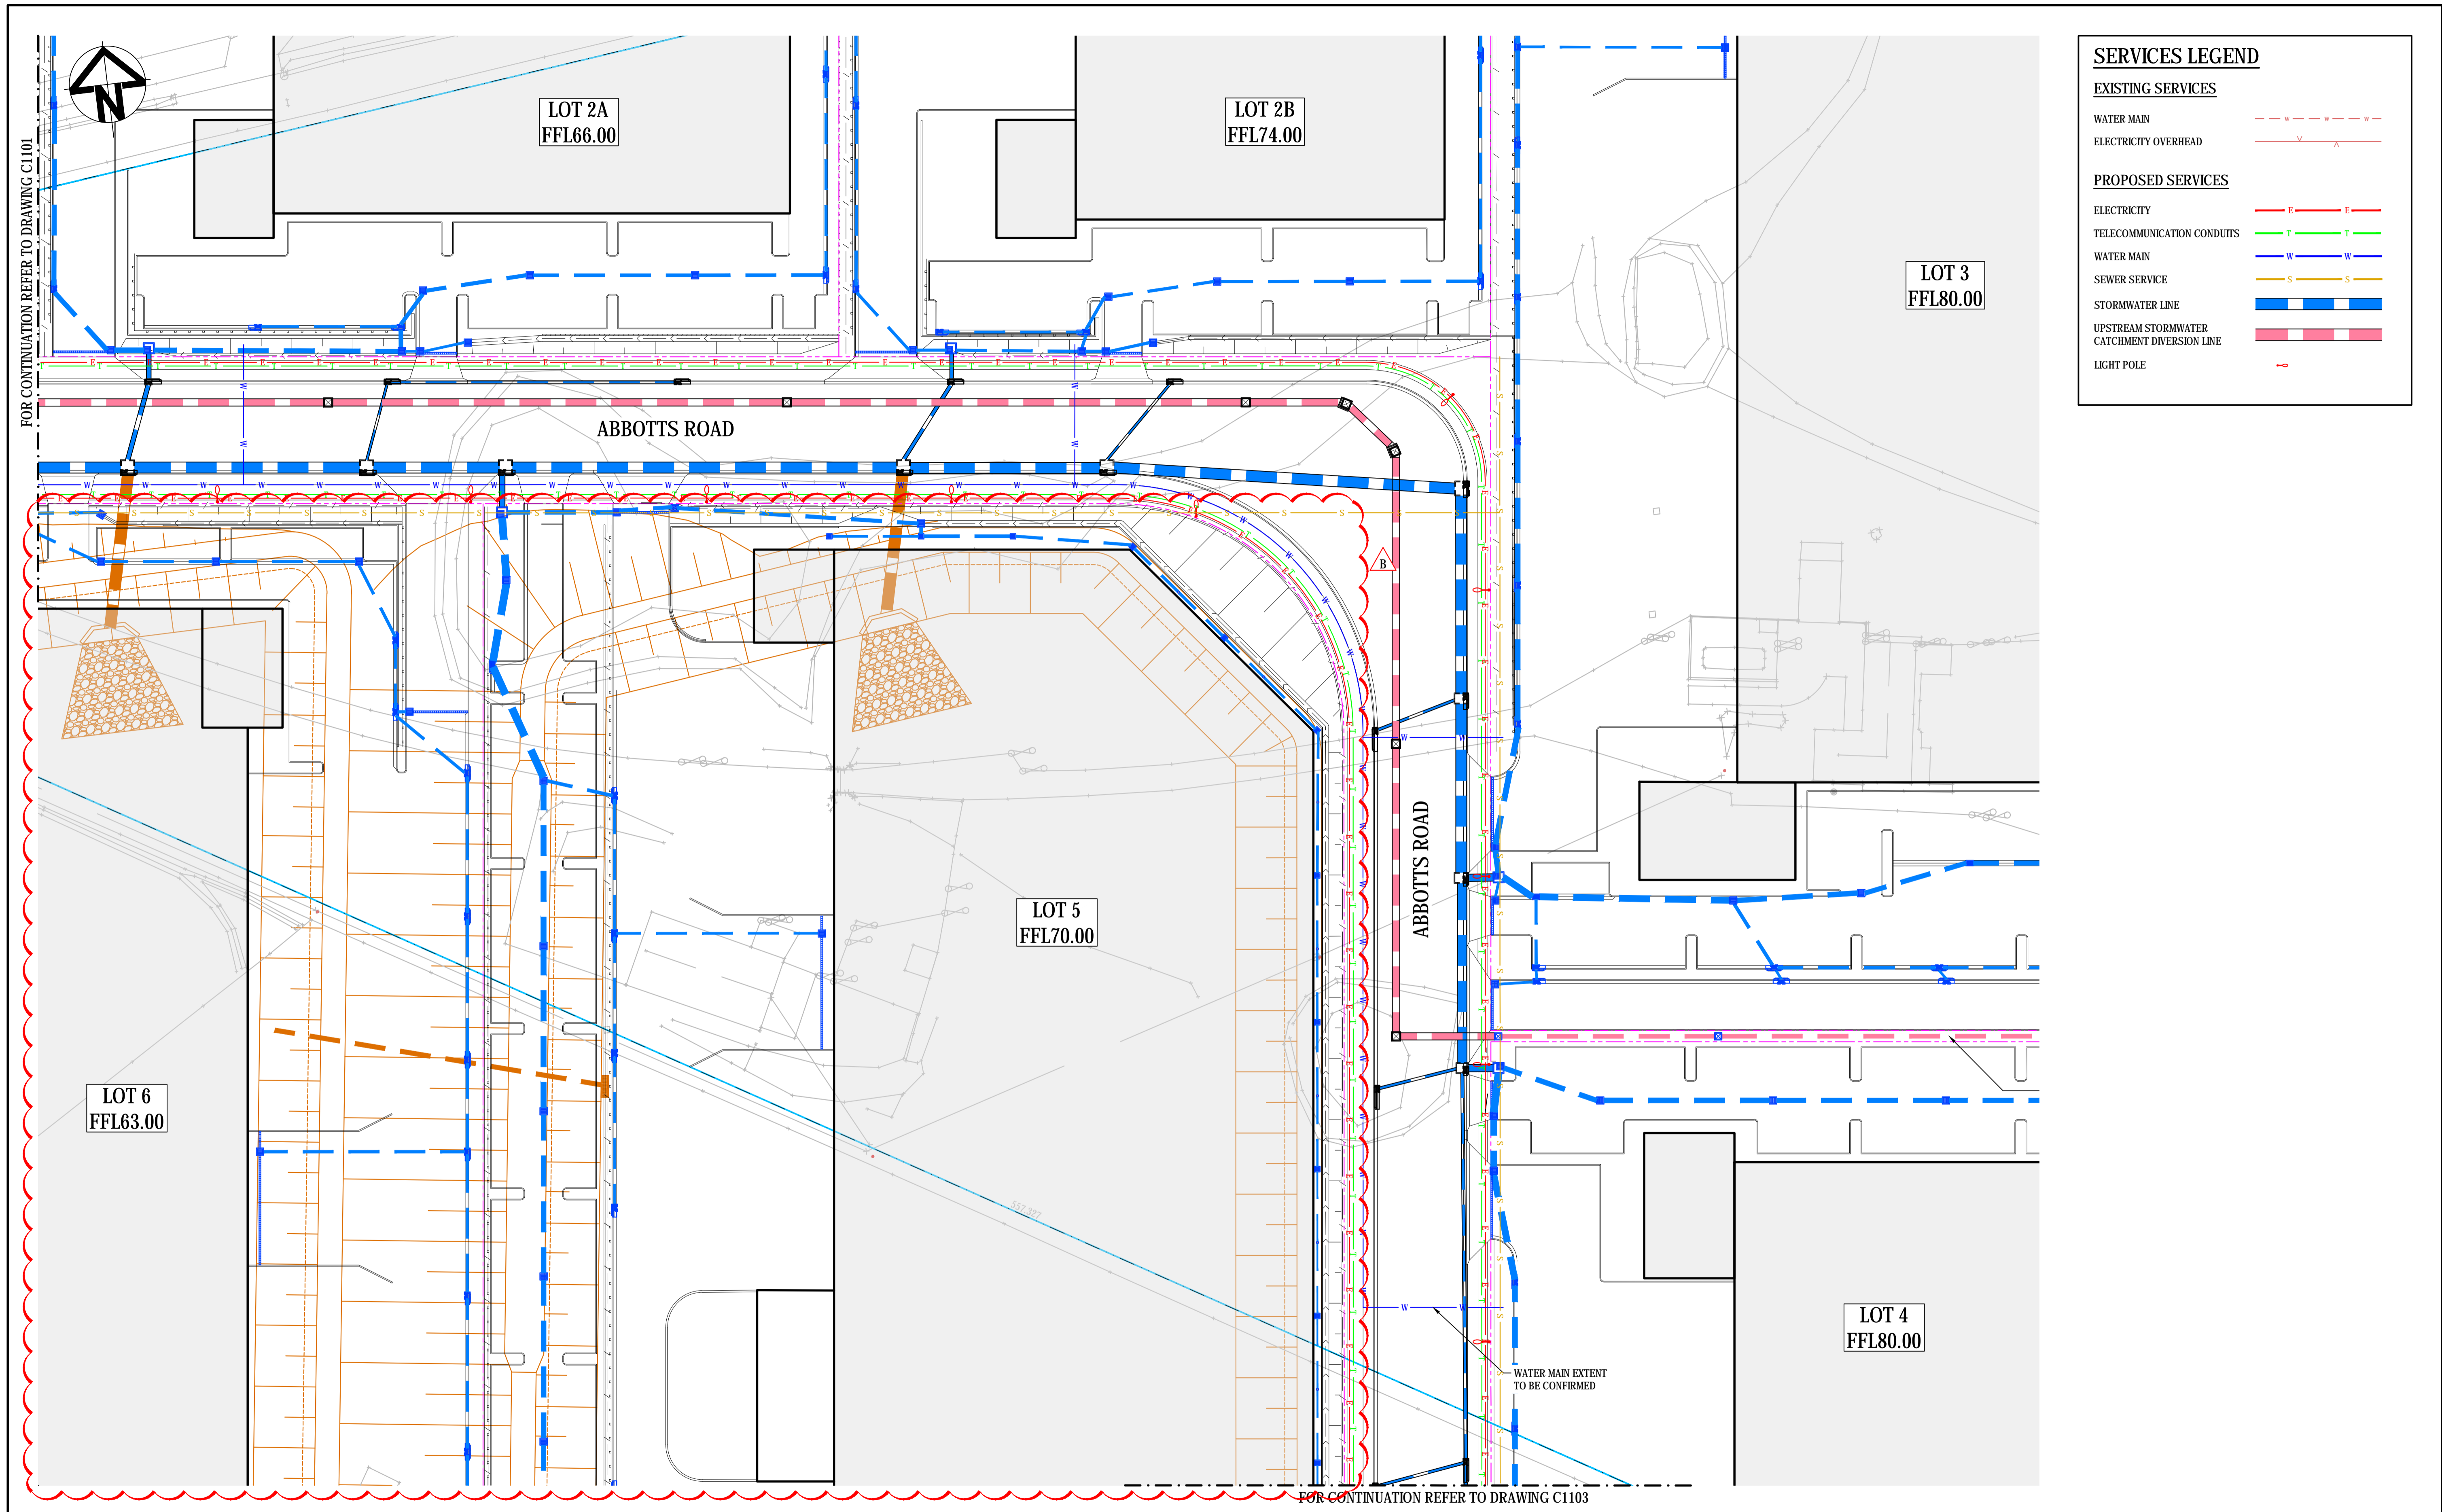 N
FOR CONTINUATION REFER TO DRAWING C1101
LOT 2A
FFL66.00
LOT 2B
FFL74.00
LOT 3
FFL80.00
ABBOTTS ROAD
B
LOT 5
FFL70.00
ABBOTTS ROAD
LOT 6
FFL63.00
557.327
LOT 4
FFL80.00
WATER MAIN EXTENT
TO BE CONFIRMED
FOR CONTINUATION REFER TO DRAWING C1103
SERVICES LEGEND
EXISTING SERVICES
WATER MAIN W W W
ELECTRICITY OVERHEAD
PROPOSED SERVICES
ELECTRICITY E E
TELECOMMUNICATION CONDUITS T T
WATER MAIN W W
SEWER SERVICE S S
STORMWATER LINE
UPSTREAM STORMWATER
CATCHMENT DIVERSION LINE
LIGHT POLE